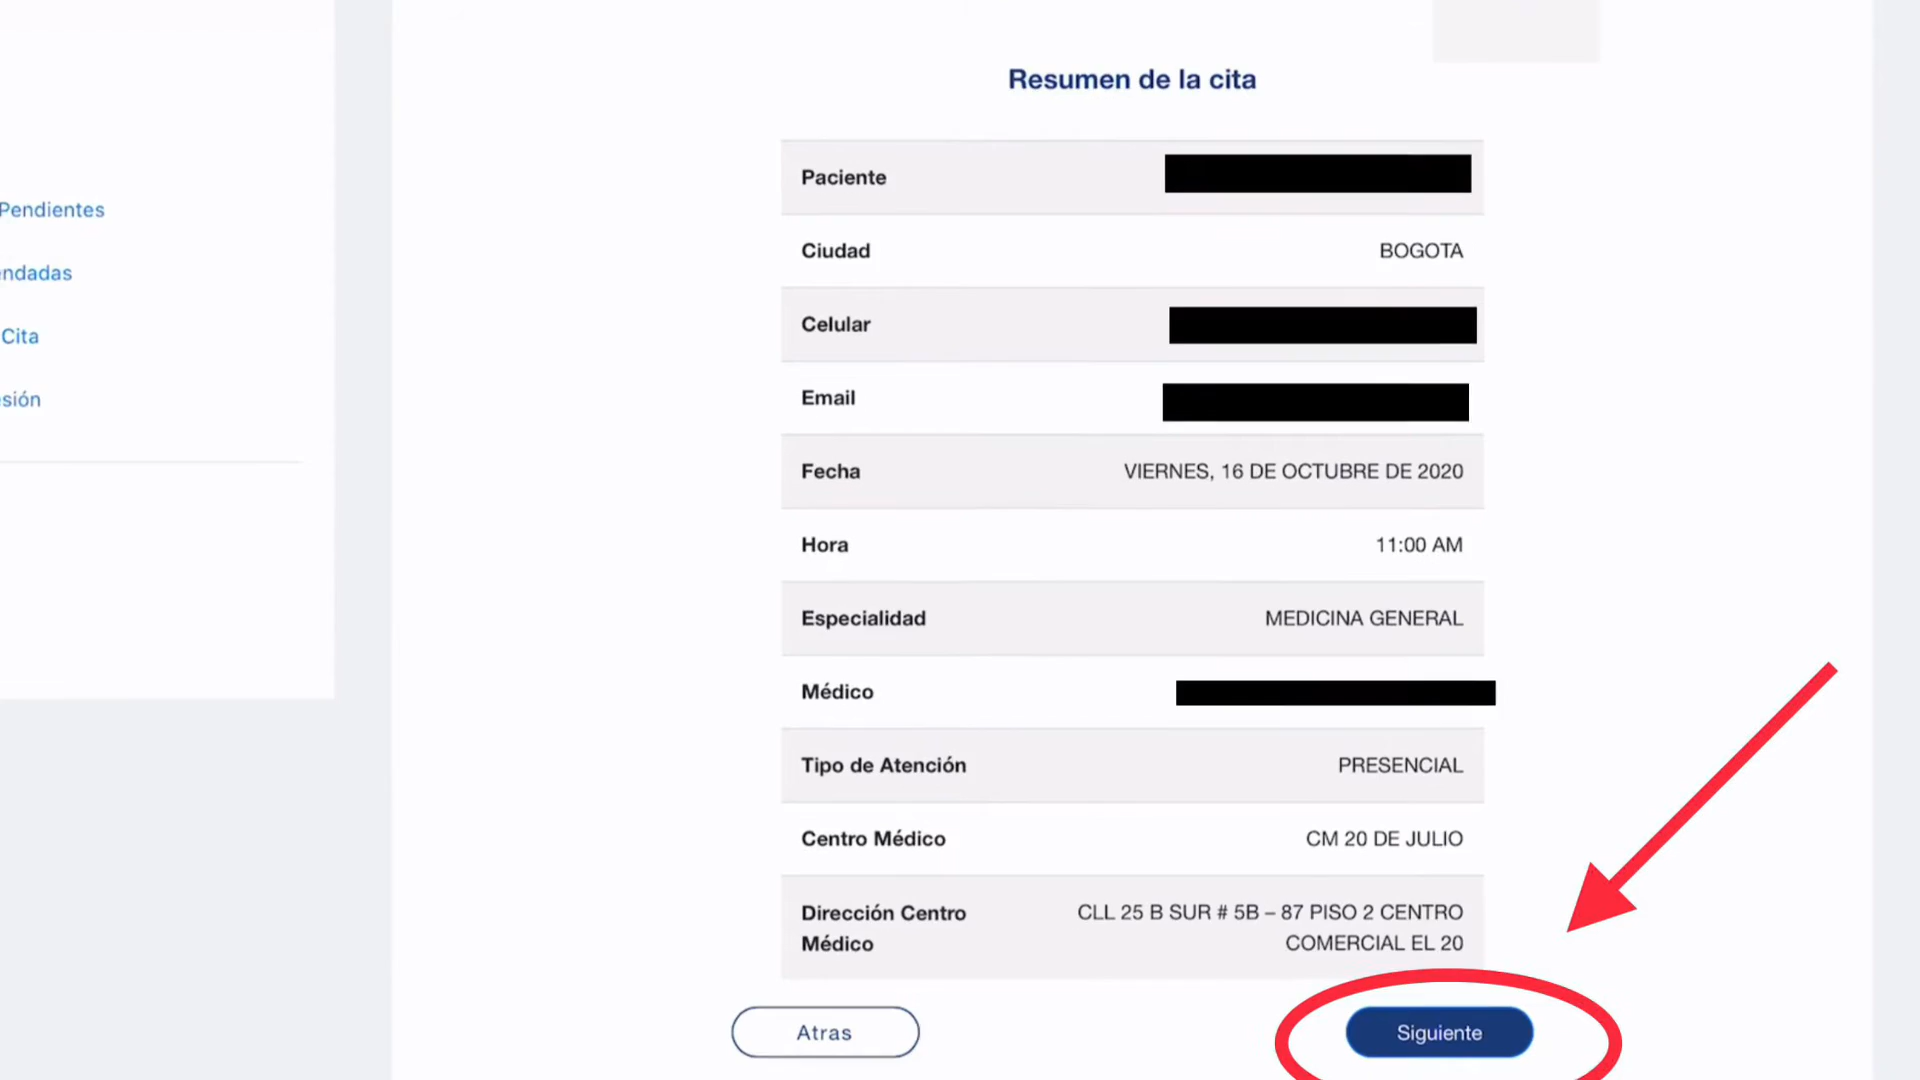 Resumen de la cita
Pendientes
ndadas
Cita
sión
Paciente
Ciudad BOGOTA
Celular
Email
Fecha VIERNES, 16 DE OCTUBRE DE 2020
Hora 11:00 AM
Especialidad MEDICINA GENERAL
Médico
Tipo de Atención PRESENCIAL
Centro Médico CM 20 DE JULIO
Dirección Centro CLL 25 B SUR # 5B – 87 PISO 2 CENTRO
Médico COMERCIAL EL 20
Atras Siguiente